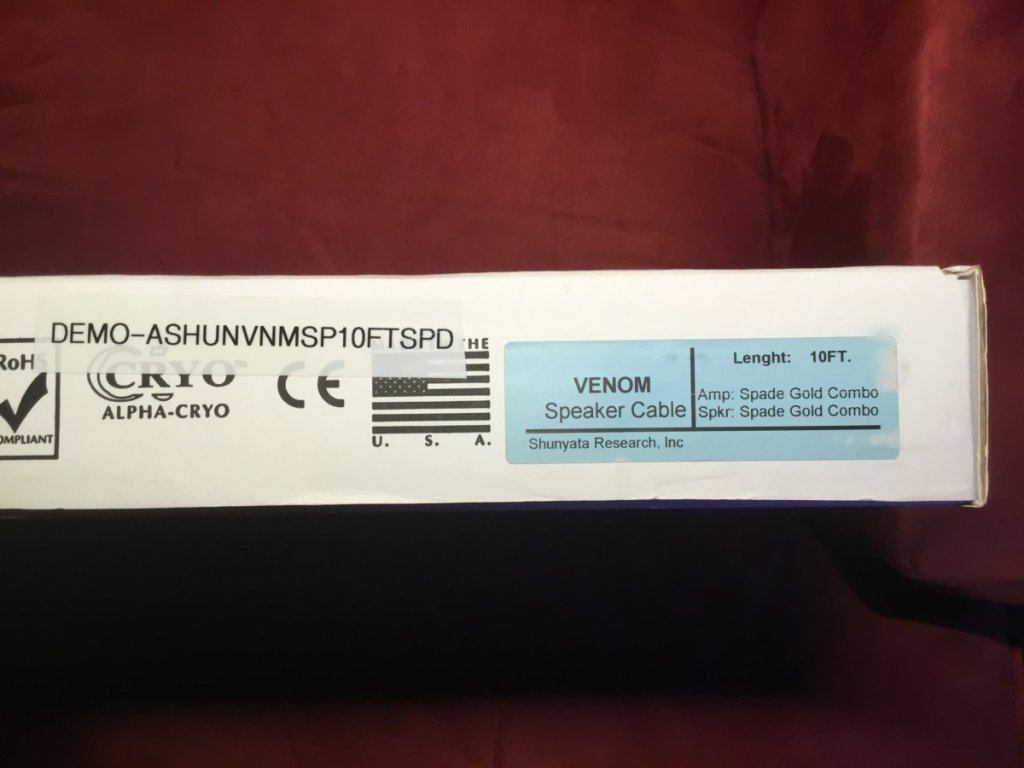 DEMO-ASHUNVNMSP10FTSPD
THE
RoH
COMPLIANT
CRYO
ALPHA-CRYO
CE
U. S. A.
VENOM
Speaker Cable
Lenght: 10FT.
Amp: Spade Gold Combo
Spkr: Spade Gold Combo
Shunyata Research, Inc